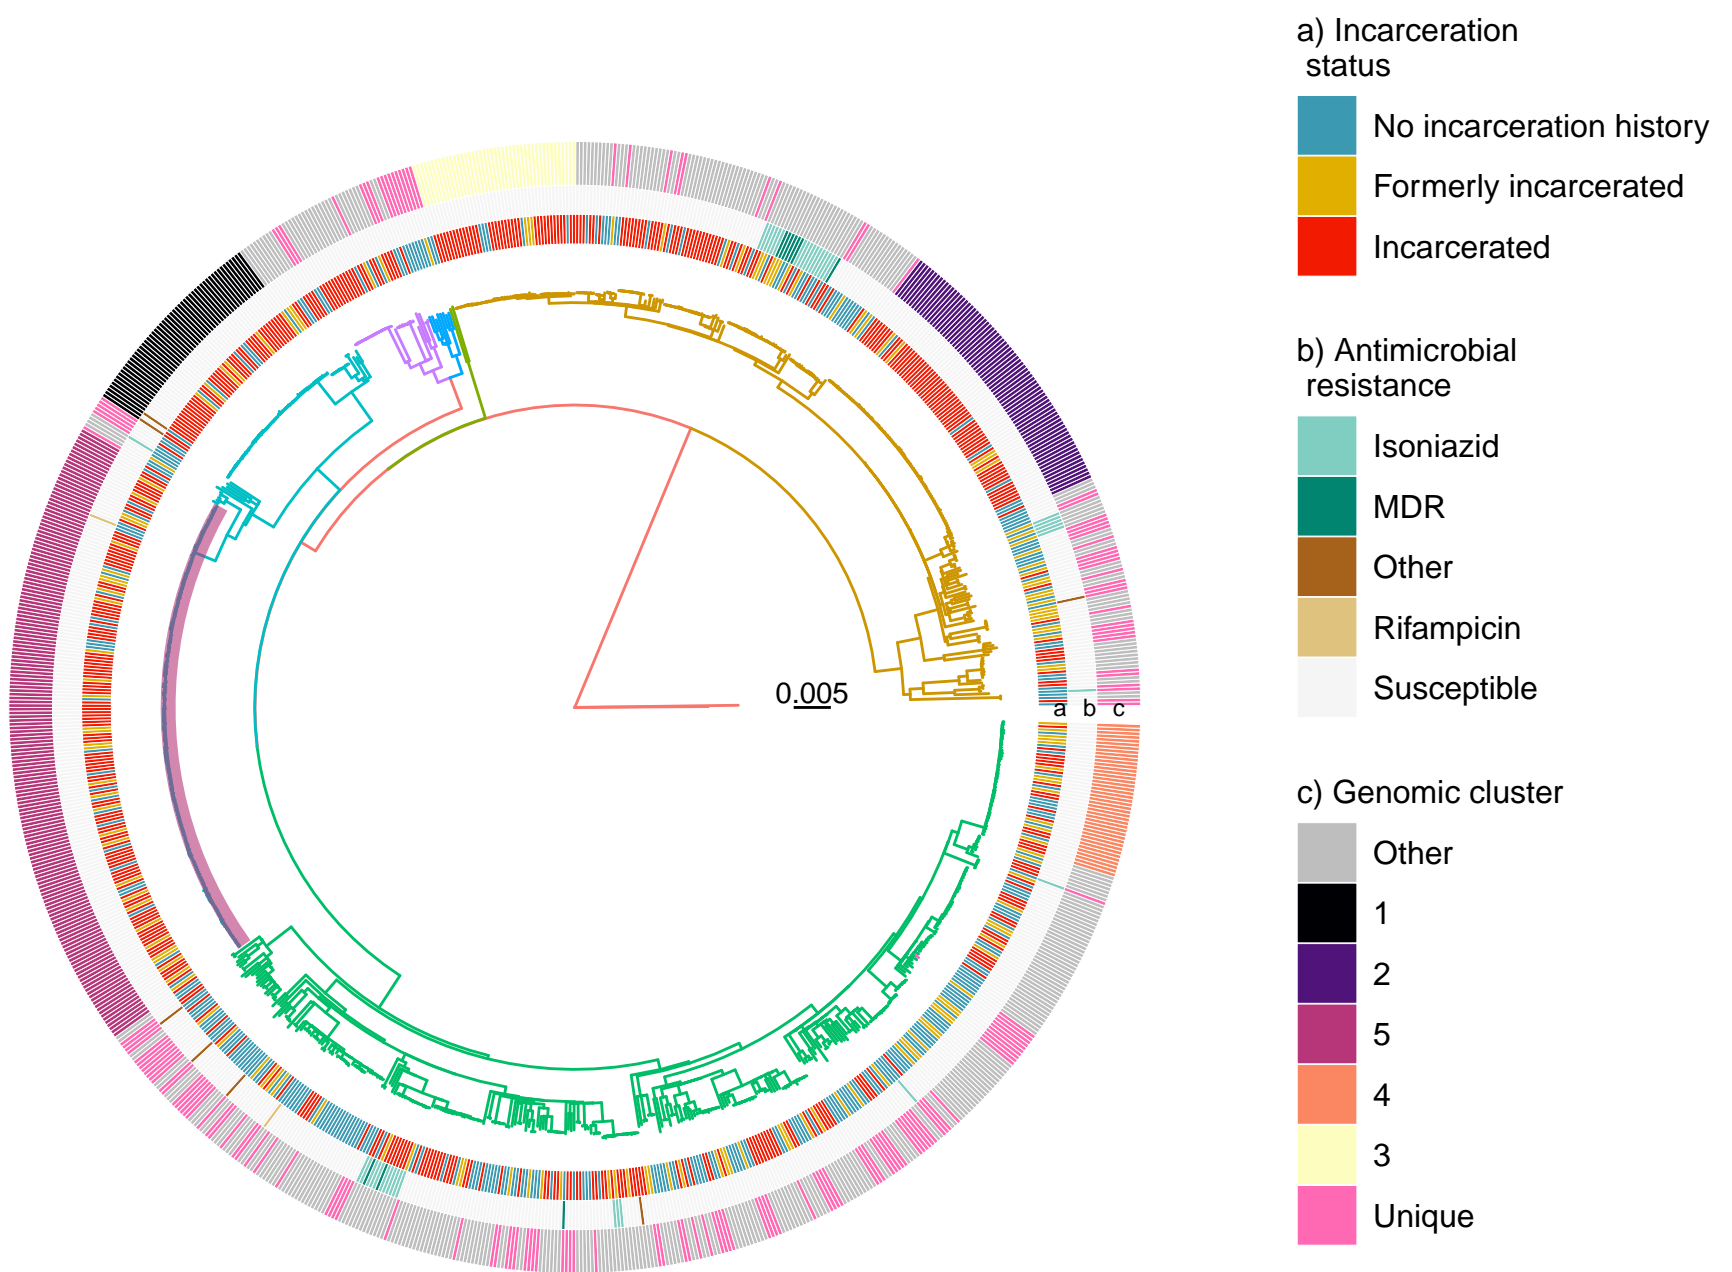 a) Incarceration
status
No incarceration history
Formerly incarcerated
Incarcerated
b) Antimicrobial
resistance
Isoniazid
MDR
Other
Rifampicin
Susceptible
0.005
a b c
c) Genomic cluster
Other
1
2
5
4
3
Unique